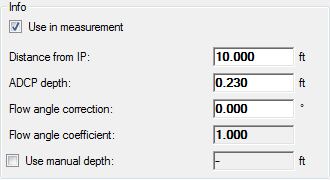 Info
Use in measurement
Distance from IP: 10.000 ft
ADCP depth: 0.230 ft
Flow angle correction: 0.000 °
Flow angle coefficient: 1.000
Use manual depth: - ft